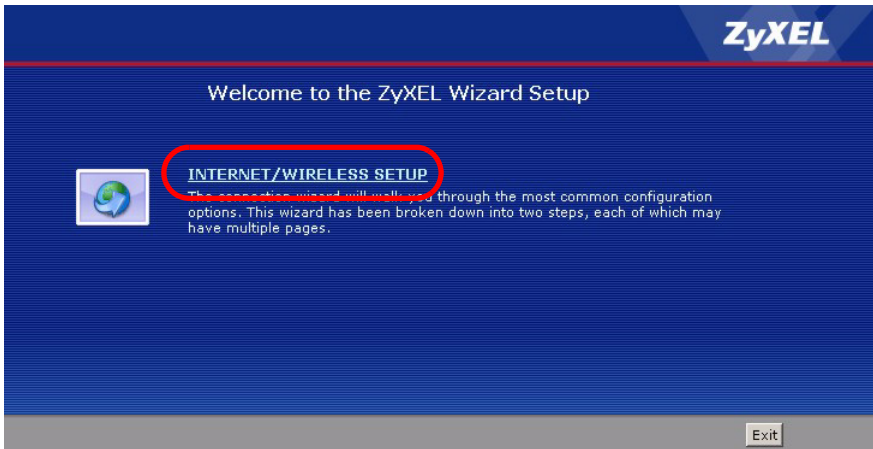 ZyXEL
Welcome to the ZyXEL Wizard Setup
INTERNET/WIRELESS SETUP
The connection wizard will walk you through the most common configuration
options. This wizard has been broken down into two steps, each of which may
have multiple pages.
Exit